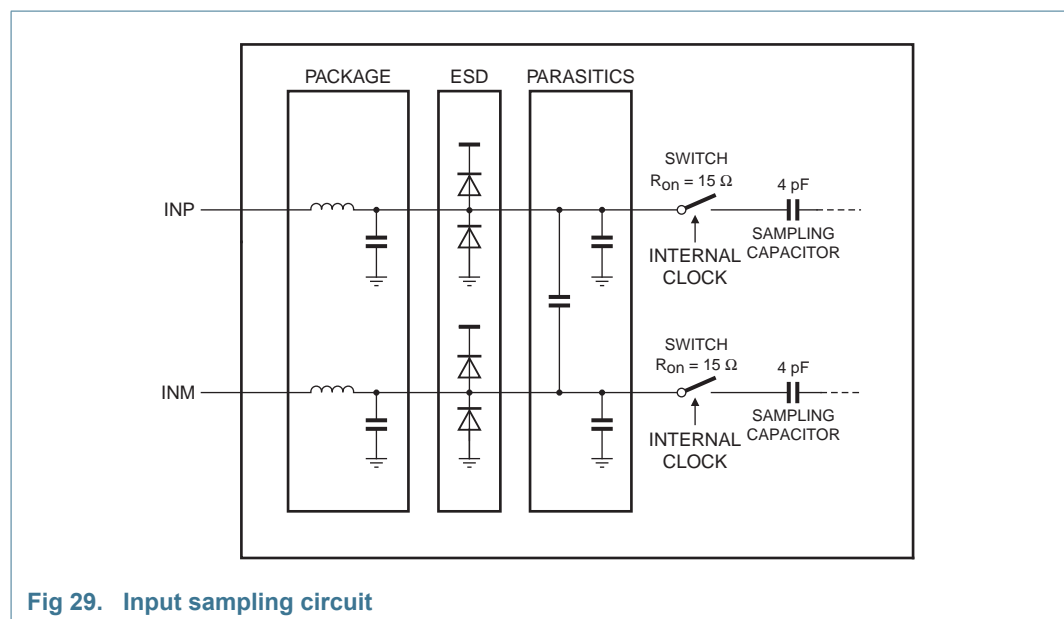 PACKAGE ESD PARASITICS
SWITCH
Ron = 15 Ω
4 pF
INP
SAMPLING
CAPACITOR
INTERNAL
CLOCK
SWITCH
Ron = 15 Ω
4 pF
INM
SAMPLING
CAPACITOR
INTERNAL
CLOCK
Fig 29. Input sampling circuit